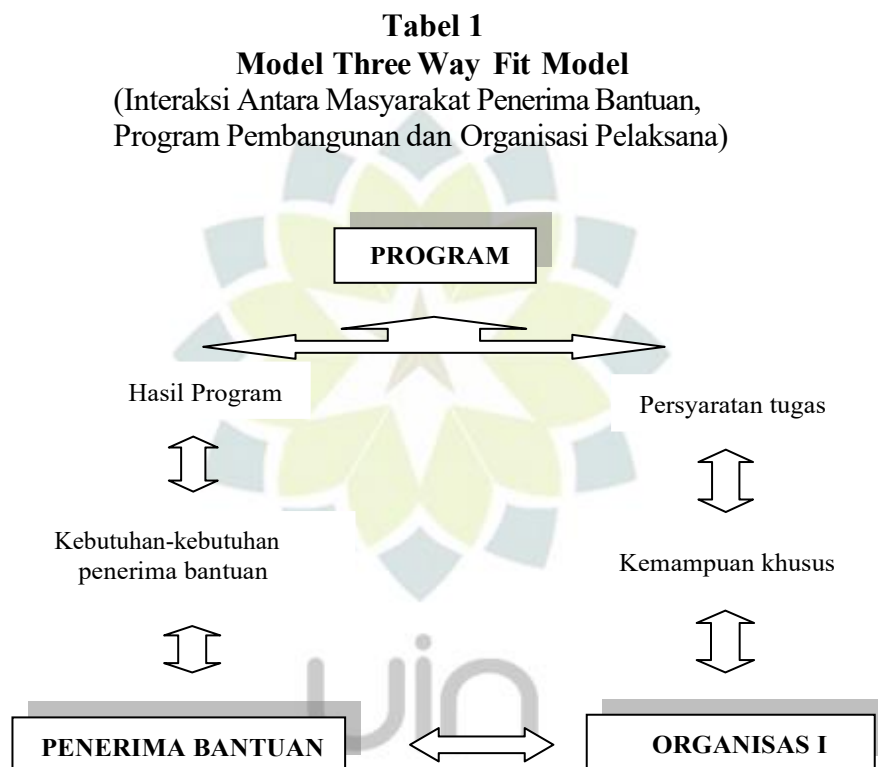 Tabel 1
Model Three Way Fit Model
(Interaksi Antara Masyarakat Penerima Bantuan,
Program Pembangunan dan Organisasi Pelaksana)
PROGRAM
Hasil Program
Persyaratan tugas
Kebutuhan-kebutuhan
penerima bantuan
Kemampuan khusus
uin
PENERIMA BANTUAN
ORGANISAS I